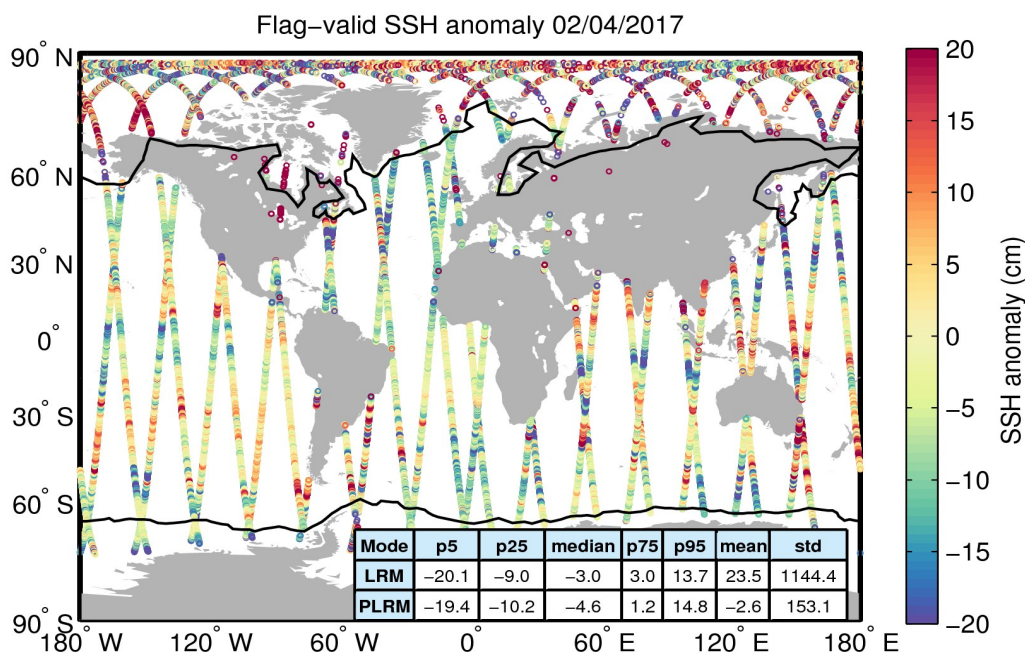 Flag−valid SSH anomaly 02/04/2017
90° N
60° N
30° N
0°
30° S
60° S
90° S
180° W
120° W
60° W
0°
60° E
120° E
180° E
Mode p5 p25 median p75 p95 mean std
LRM −20.1 −9.0 −3.0 3.0 13.7 23.5 1144.4
PLRM −19.4 −10.2 −4.6 1.2 14.8 −2.6 153.1
20
15
10
5
0
−5
−10
−15
−20
SSH anomaly (cm)